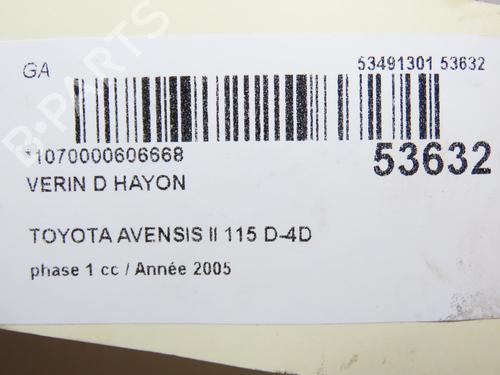 GA
53491301 53632
*1070000606668
53632
VERIN D HAYON
TOYOTA AVENSIS II 115 D-4D
phase 1 cc / Année 2005
B-PARTS